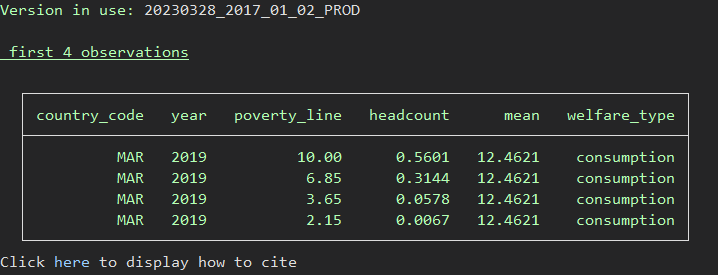 Version in use: 20230328_2017_01_02_PROD
first 4 observations
country_code year poverty_line headcount mean welfare_type
MAR 2019 10.00 0.5601 12.4621 consumption
MAR 2019 6.85 0.3144 12.4621 consumption
MAR 2019 3.65 0.0578 12.4621 consumption
MAR 2019 2.15 0.0067 12.4621 consumption
Click here to display how to cite